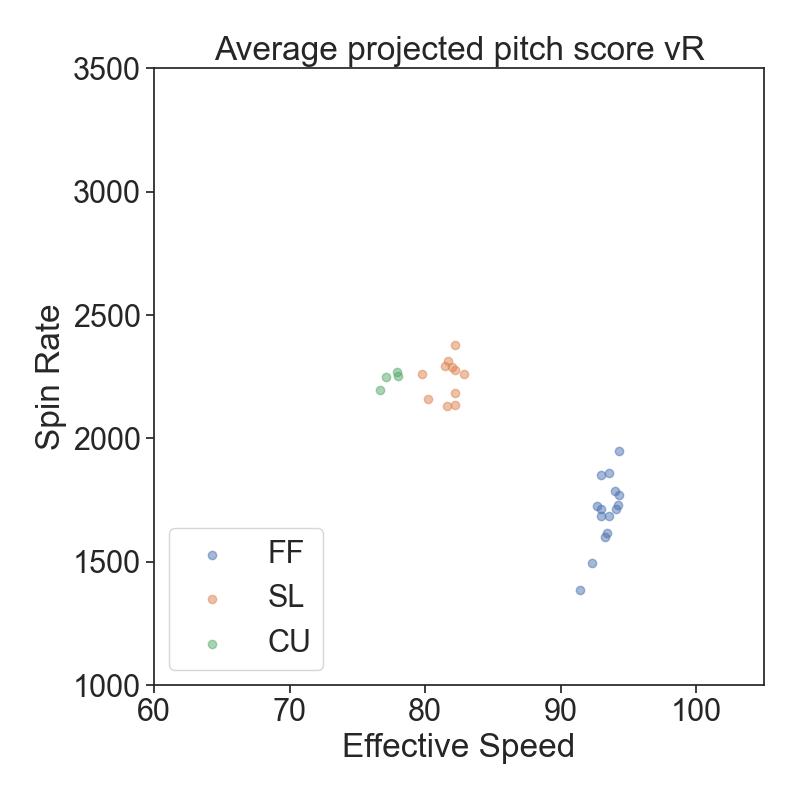 Average projected pitch score vR
3500
3000
2500
2000
1500
1000
Spin Rate
FF
SL
CU
60 70 80 90 100
Effective Speed